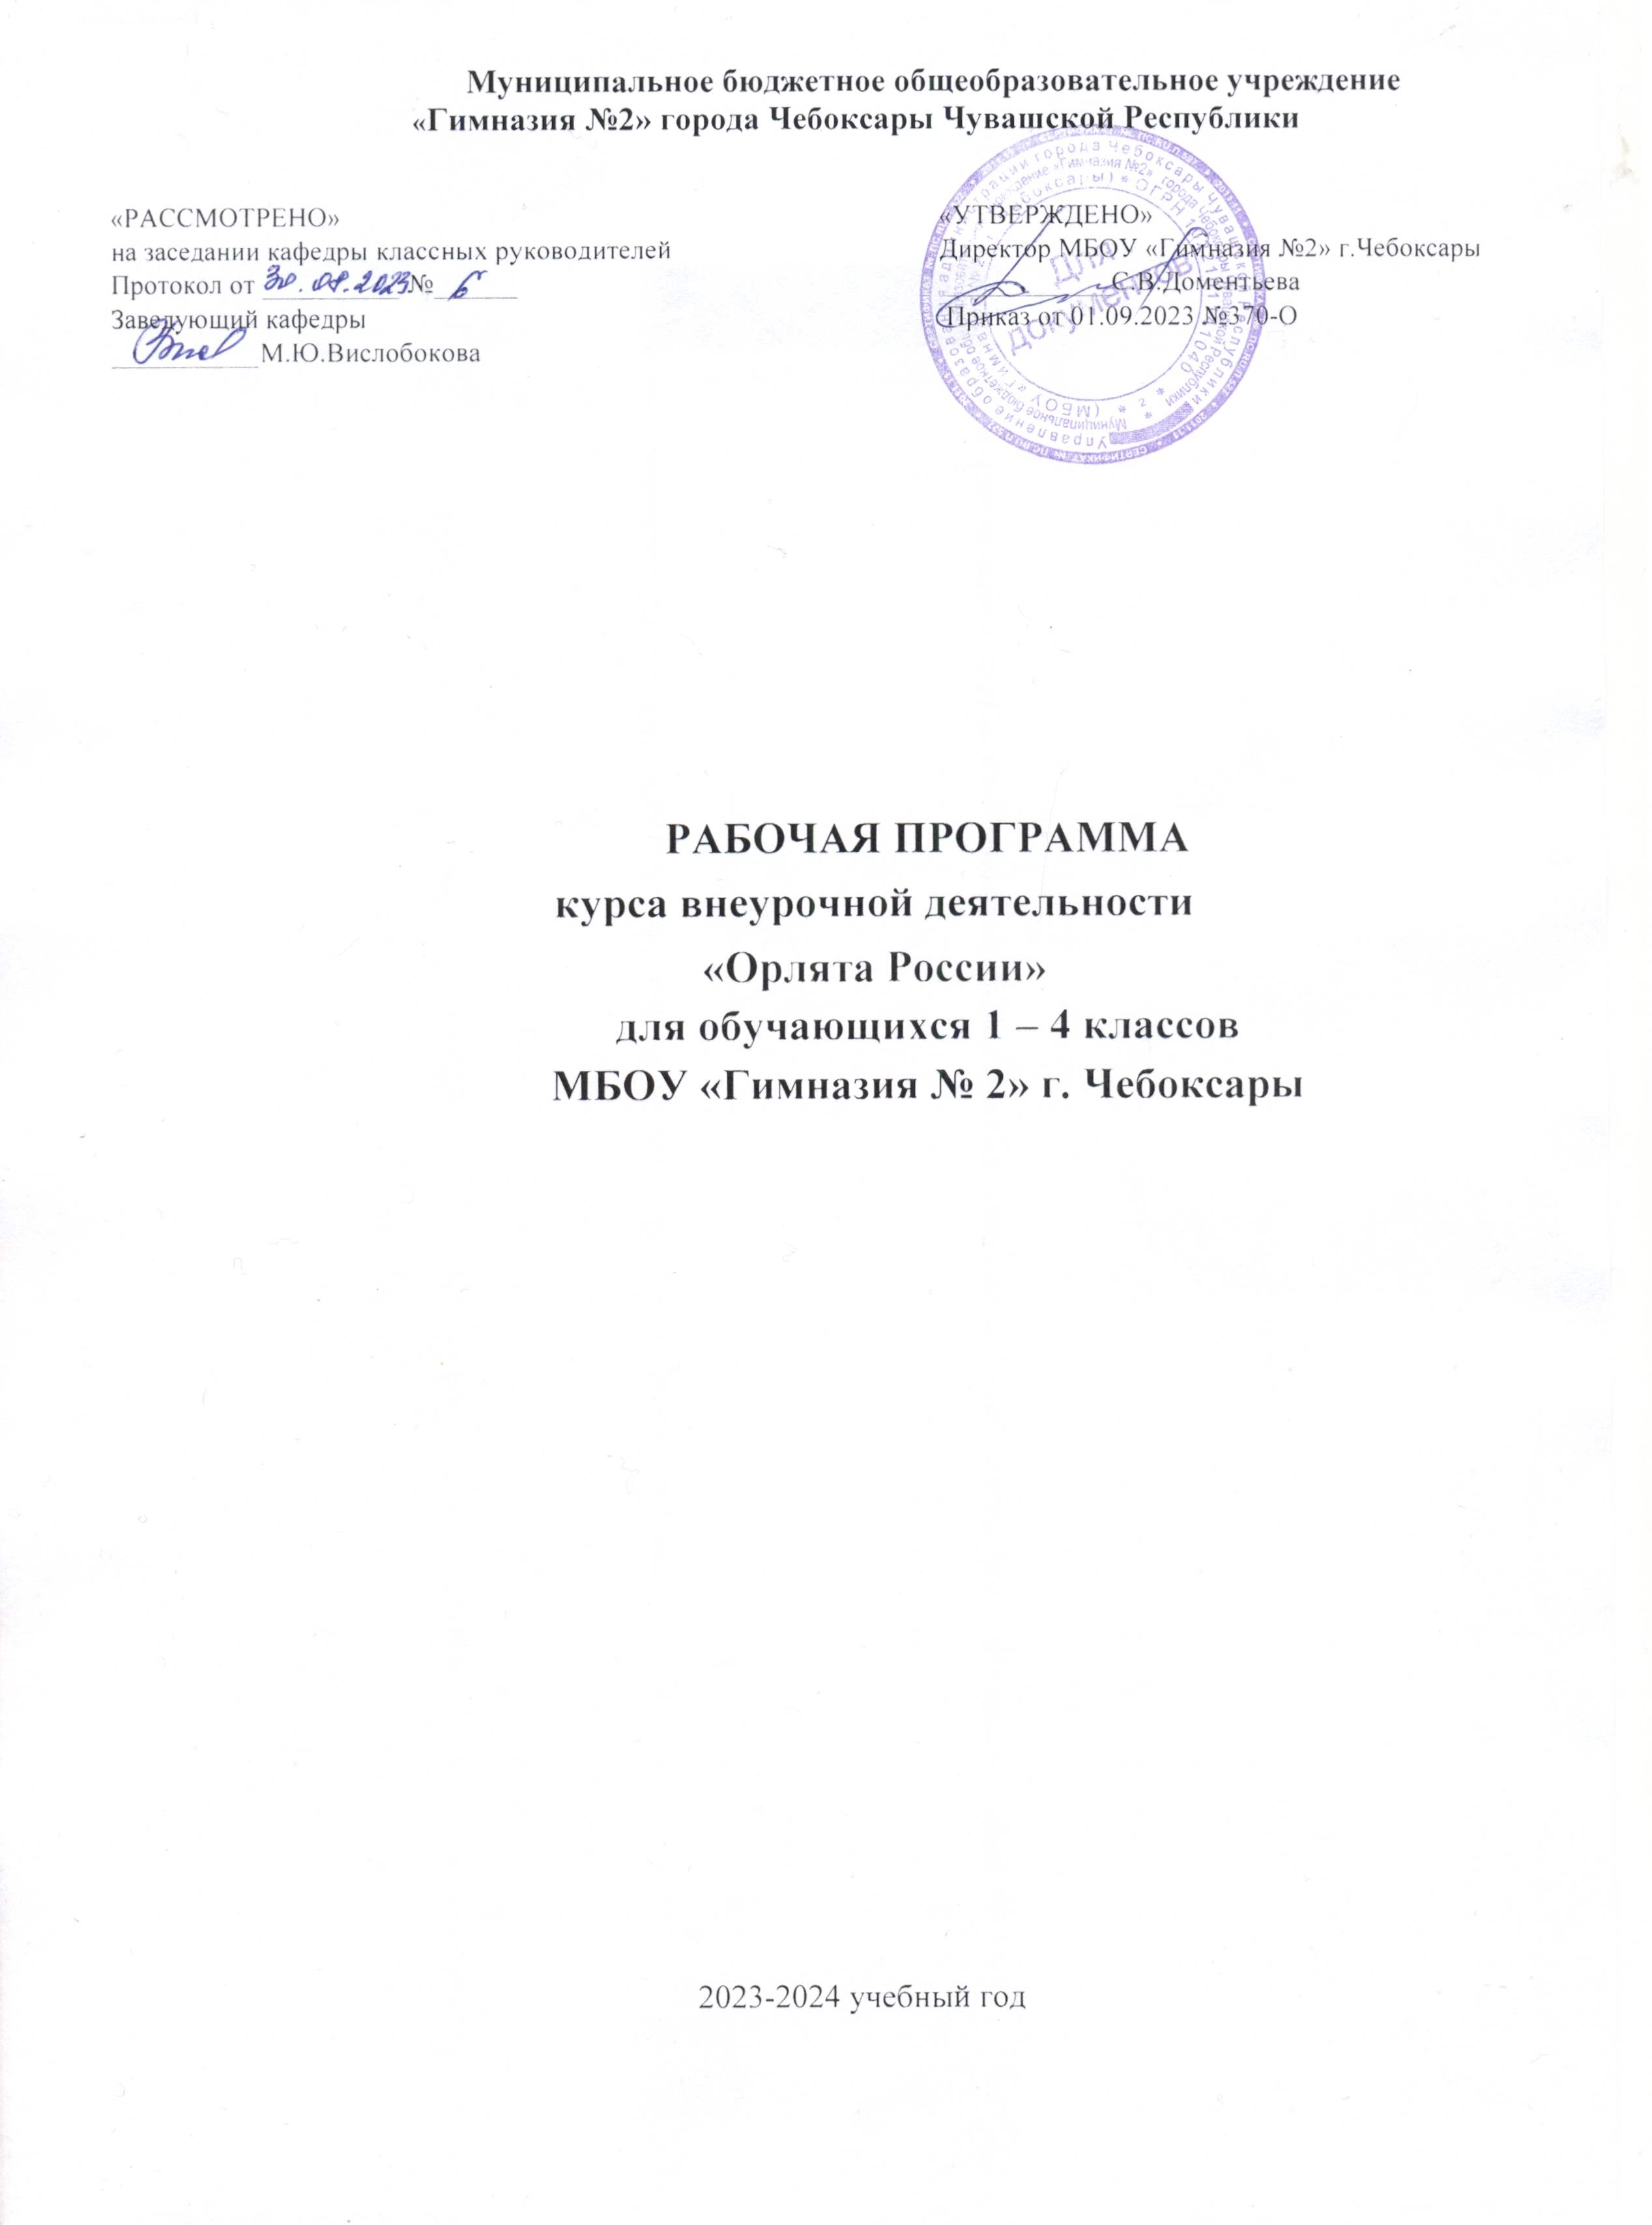 Муниципальное бюджетное общеобразовательное учреждение
«Гимназия №2» города Чебоксары Чувашской Республики
«РАССМОТРЕНО»
на заседании кафедры классных руководителей
Протокол от 30.08.2023 № 6
Заведующий кафедры
М.Ю.Вислобокова
«УТВЕРЖДЕНО»
Директор МБОУ «Гимназия №2» г.Чебоксары
С.В.Доментьева
Приказ от 01.09.2023 №370-О
Для
документов
РАБОЧАЯ ПРОГРАММА
курса внеурочной деятельности
«Орлята России»
для обучающихся 1 – 4 классов
МБОУ «Гимназия № 2» г. Чебоксары
2023-2024 учебный год